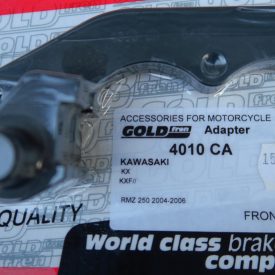 ACCESSORIES FOR MOTORCYCLE
GOLDfren Adapter
4010 CA
KAWASAKI
KX
KXF//
RMZ 250 2004-2006
QUALITY
FRON
World class brak
compo